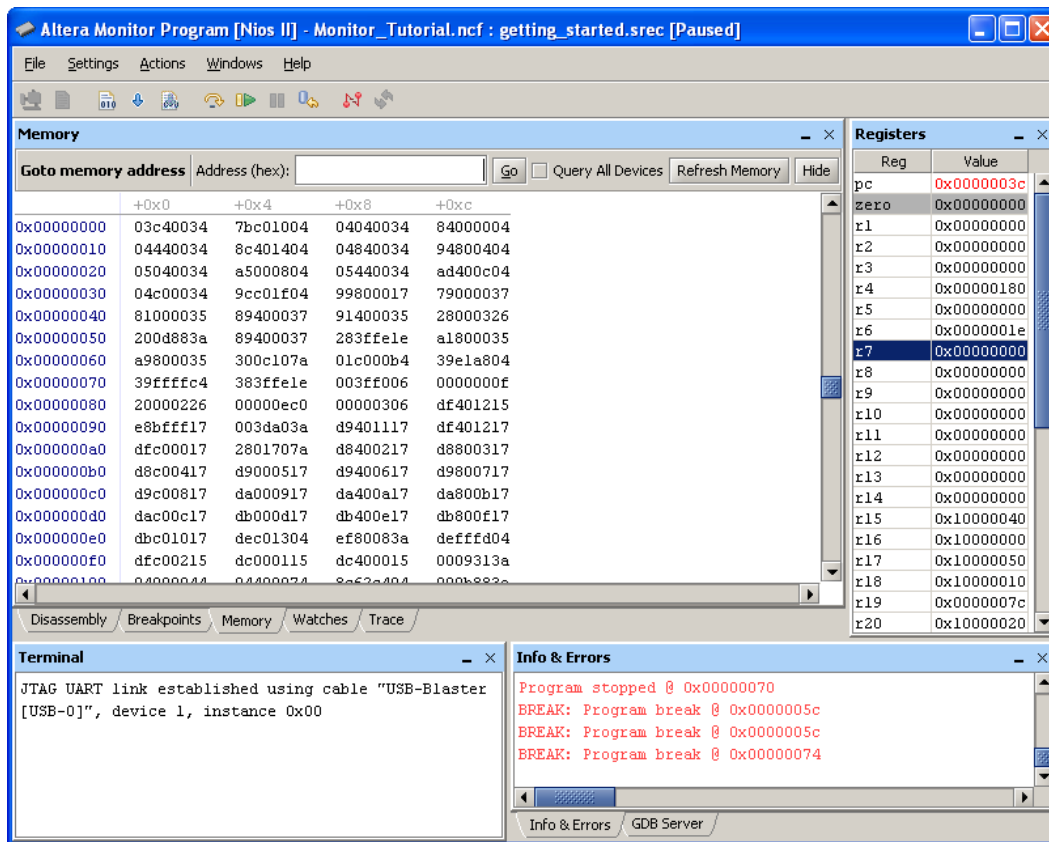 Altera Monitor Program [Nios II] - Monitor_Tutorial.ncf : getting_started.srec [Paused]
File Settings Actions Windows Help
Memory
Goto memory address Address (hex): Go Query All Devices Refresh Memory Hide
+0x0 +0x4 +0x8 +0xc
0x00000000 03c40034 7bc01004 04040034 84000004
0x00000010 04440034 8c401404 04840034 94800404
0x00000020 05040034 a5000804 05440034 ad400c04
0x00000030 04c00034 9cc01f04 99800017 79000037
0x00000040 81000035 89400037 91400035 28000326
0x00000050 200d883a 89400037 283ffe1e a1800035
0x00000060 a9800035 300c107a 01c000b4 39e1a804
0x00000070 39ffffc4 383ffe1e 003ff006 0000000f
0x00000080 20000226 00000ec0 00000306 df401215
0x00000090 e8bfff17 003da03a d9401117 df401217
0x000000a0 dfc00017 2801707a d8400217 d8800317
0x000000b0 d8c00417 d9000517 d9400617 d9800717
0x000000c0 d9c00817 da000917 da400a17 da800b17
0x000000d0 dac00c17 db000d17 db400e17 db800f17
0x000000e0 dbc01017 dec01304 ef80083a defffd04
0x000000f0 dfc00215 dc000115 dc400015 0009313a
Disassembly Breakpoints Memory Watches Trace
Registers
Reg Value
pc 0x0000003c
zero 0x00000000
r1 0x00000000
r2 0x00000000
r3 0x00000000
r4 0x00000180
r5 0x00000000
r6 0x0000001e
r7 0x00000000
r8 0x00000000
r9 0x00000000
r10 0x00000000
r11 0x00000000
r12 0x00000000
r13 0x00000000
r14 0x00000000
r15 0x10000040
r16 0x10000000
r17 0x10000050
r18 0x10000010
r19 0x0000007c
r20 0x10000020
Terminal
JTAG UART link established using cable "USB-Blaster
[USB-0]", device 1, instance 0x00
Info & Errors
Program stopped @ 0x00000070
BREAK: Program break @ 0x0000005c
BREAK: Program break @ 0x0000005c
BREAK: Program break @ 0x00000074
Info & Errors GDB Server